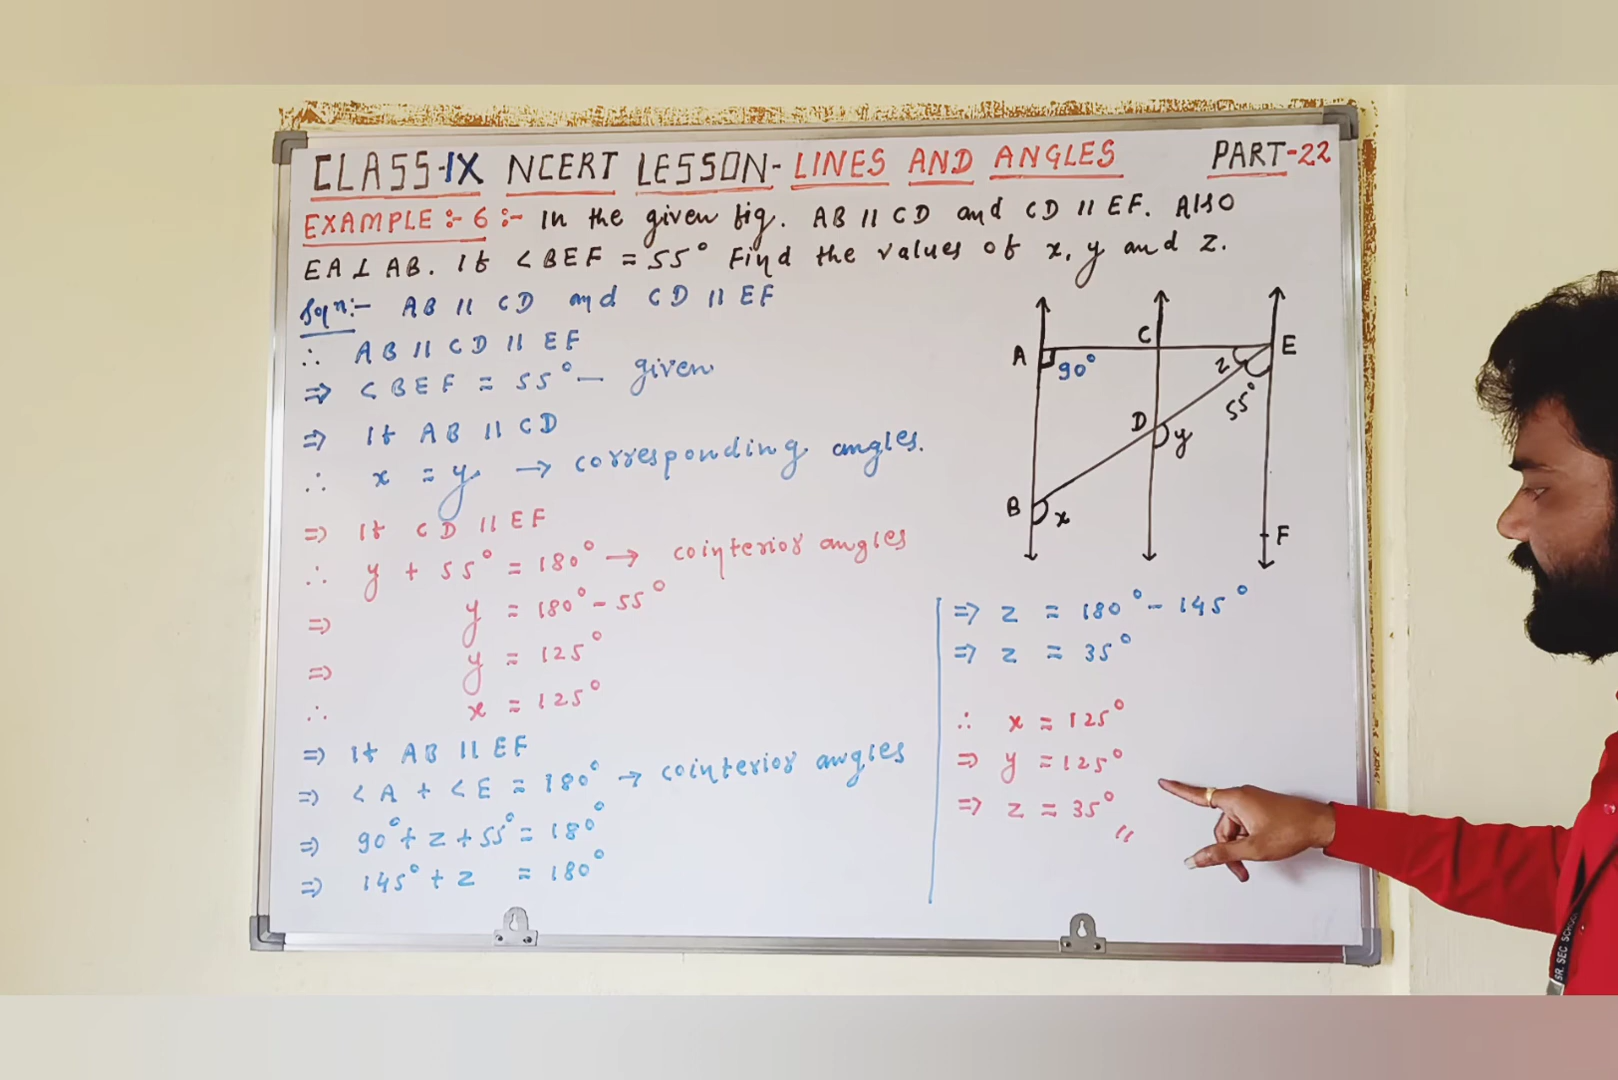 CLASS-IX NCERT LESSON- LINES AND ANGLES PART-22
EXAMPLE:-6:- In the given fig. AB || CD and CD || EF. Also
EA ⊥ AB. If <BEF = 55° Find the values of x, y and z.
Soln:- AB || CD and CD || EF
∴ AB || CD || EF
⇒ <BEF = 55° — given
⇒ If AB || CD
∴ x = y → corresponding angles.
⇒ If CD || EF
∴ y + 55° = 180° → cointerior angles
⇒ y = 180° - 55°
⇒ y = 125°
∴ x = 125°
⇒ If AB || EF
⇒ <A + <E = 180° → cointerior angles
⇒ 90° + z + 55° = 180°
⇒ 145° + z = 180°
A
90°
C
z
E
55°
D
y
B
x
F
⇒ z = 180° - 145°
⇒ z = 35°
∴ x = 125°
⇒ y = 125°
⇒ z = 35° //
SR. SEC SCHOOL